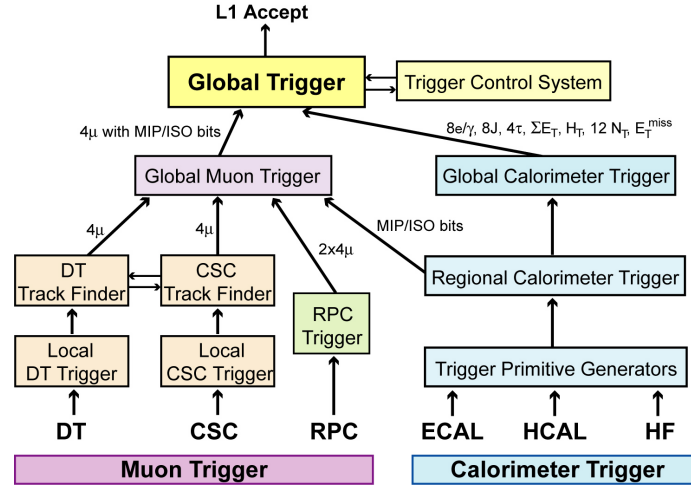 L1 Accept
Global Trigger
Trigger Control System
4μ with MIP/ISO bits
8e/γ, 8J, 4τ, ΣE_T, H_T, 12 N_T, E_T^miss
Global Muon Trigger
Global Calorimeter Trigger
4μ
4μ
2x4μ
MIP/ISO bits
DT
Track Finder
CSC
Track Finder
Regional Calorimeter Trigger
RPC
Trigger
Local
DT Trigger
Local
CSC Trigger
Trigger Primitive Generators
DT
CSC
RPC
ECAL
HCAL
HF
Muon Trigger
Calorimeter Trigger